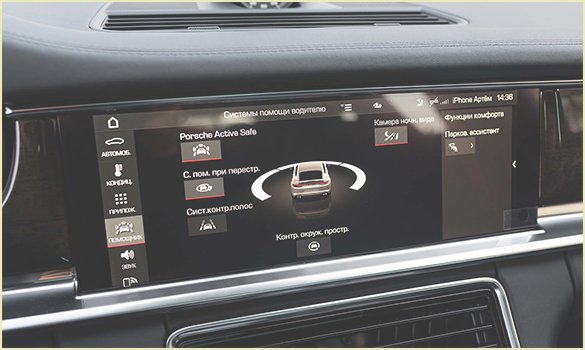 Системы помощи водителю
iPhone Артём 14:36
АВТОМОБ.
КОНДИЦ.
ПРИЛОЖ.
ПОМОЩНИК
ЗВУК
Porsche Active Safe
С. пом. при перестр.
Сист.контр.полос
Контр. окруж. простр.
Камера ночн. вида
Функции комфорта
Парков. ассистент